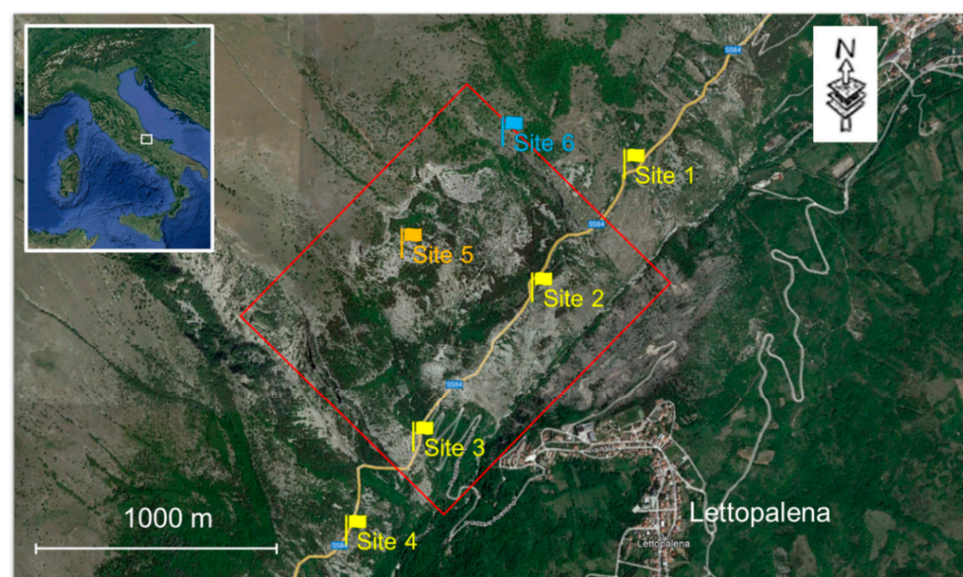 SS84
N
Site 6
Site 1
SS84
Site 5
Site 2
SS84
Site 3
1000 m
Lettopalena
Site 4
SS84
Lettopalena